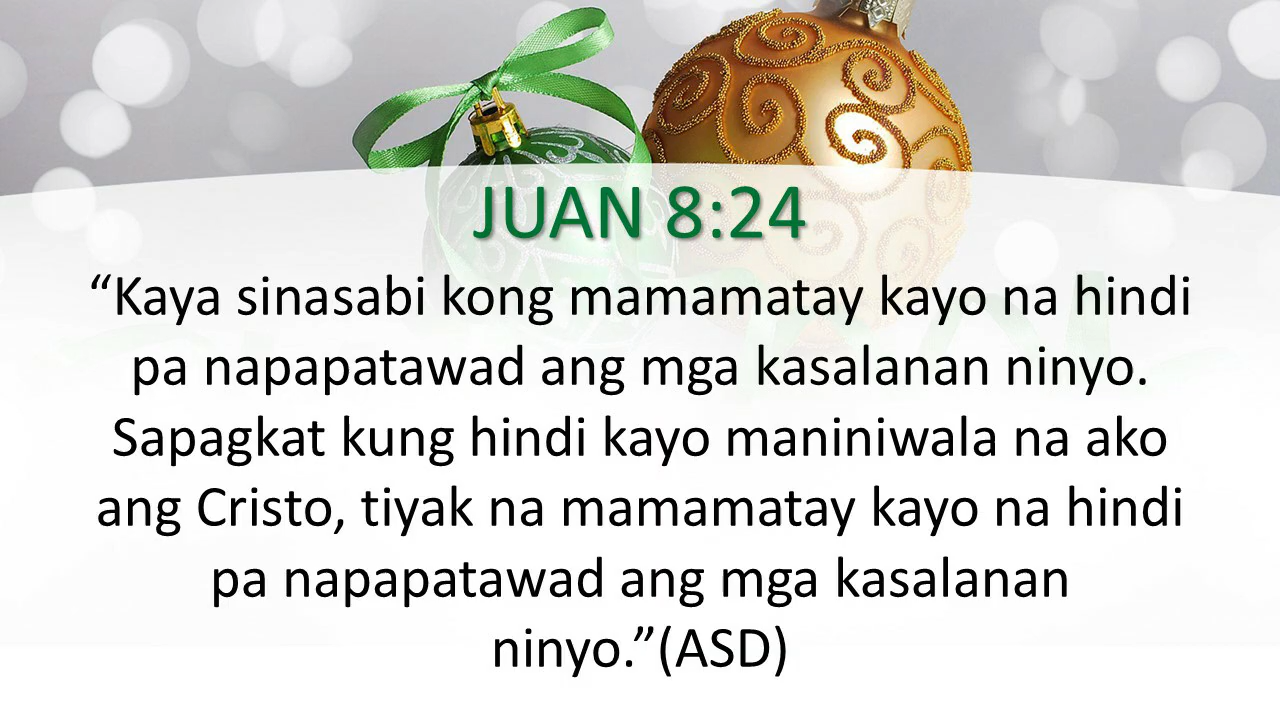 JUAN 8:24
“Kaya sinasabi kong mamamatay kayo na hindi
pa napapatawad ang mga kasalanan ninyo.
Sapagkat kung hindi kayo maniniwala na ako
ang Cristo, tiyak na mamamatay kayo na hindi
pa napapatawad ang mga kasalanan
ninyo.”(ASD)